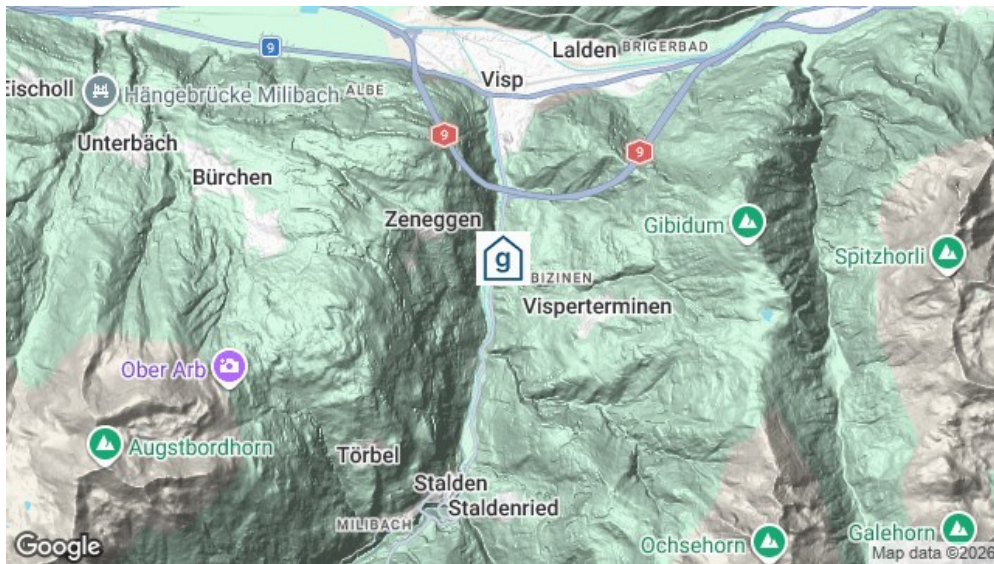 9
Lalden
BRIGERBAD
Visp
Eischoll
Hängebrücke Milibach
ALBE
9
9
Unterbäch
Bürchen
Zeneggen
Gibidum
Spitzhorli
g
BIZINEN
Visperterminen
Ober Arb
Augstbordhorn
Törbel
Stalden
Staldenried
MILIBACH
Ochsehorn
Galehorn
Google
Map data ©2026